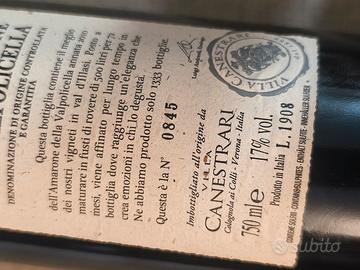 OLICELLA
DENOMINAZIONE DI ORIGINE CONTROLLATA
E GARANTITA
Questa bottiglia contiene il meglio
dell'Amarone della Valpolicella annata
dei nostri vigneti in val d'Illasi. Posto a
maturare in fusti di rovere di 500 litri per
mesi, viene affinato per lungo tempo in
bottiglia dove raggiunge un'eleganza che
crea emozioni in chi lo degusta.
Ne abbiamo prodotto solo 1333 bottiglie.
Questa è la N° 0845
VILLA CANESTRARI
Imbottigliato all'origine da
VILLA
CANESTRARI
Colognola ai Colli - Verona - Italia
750 ml e 17% vol.
Prodotto in Italia L. 1908
subito